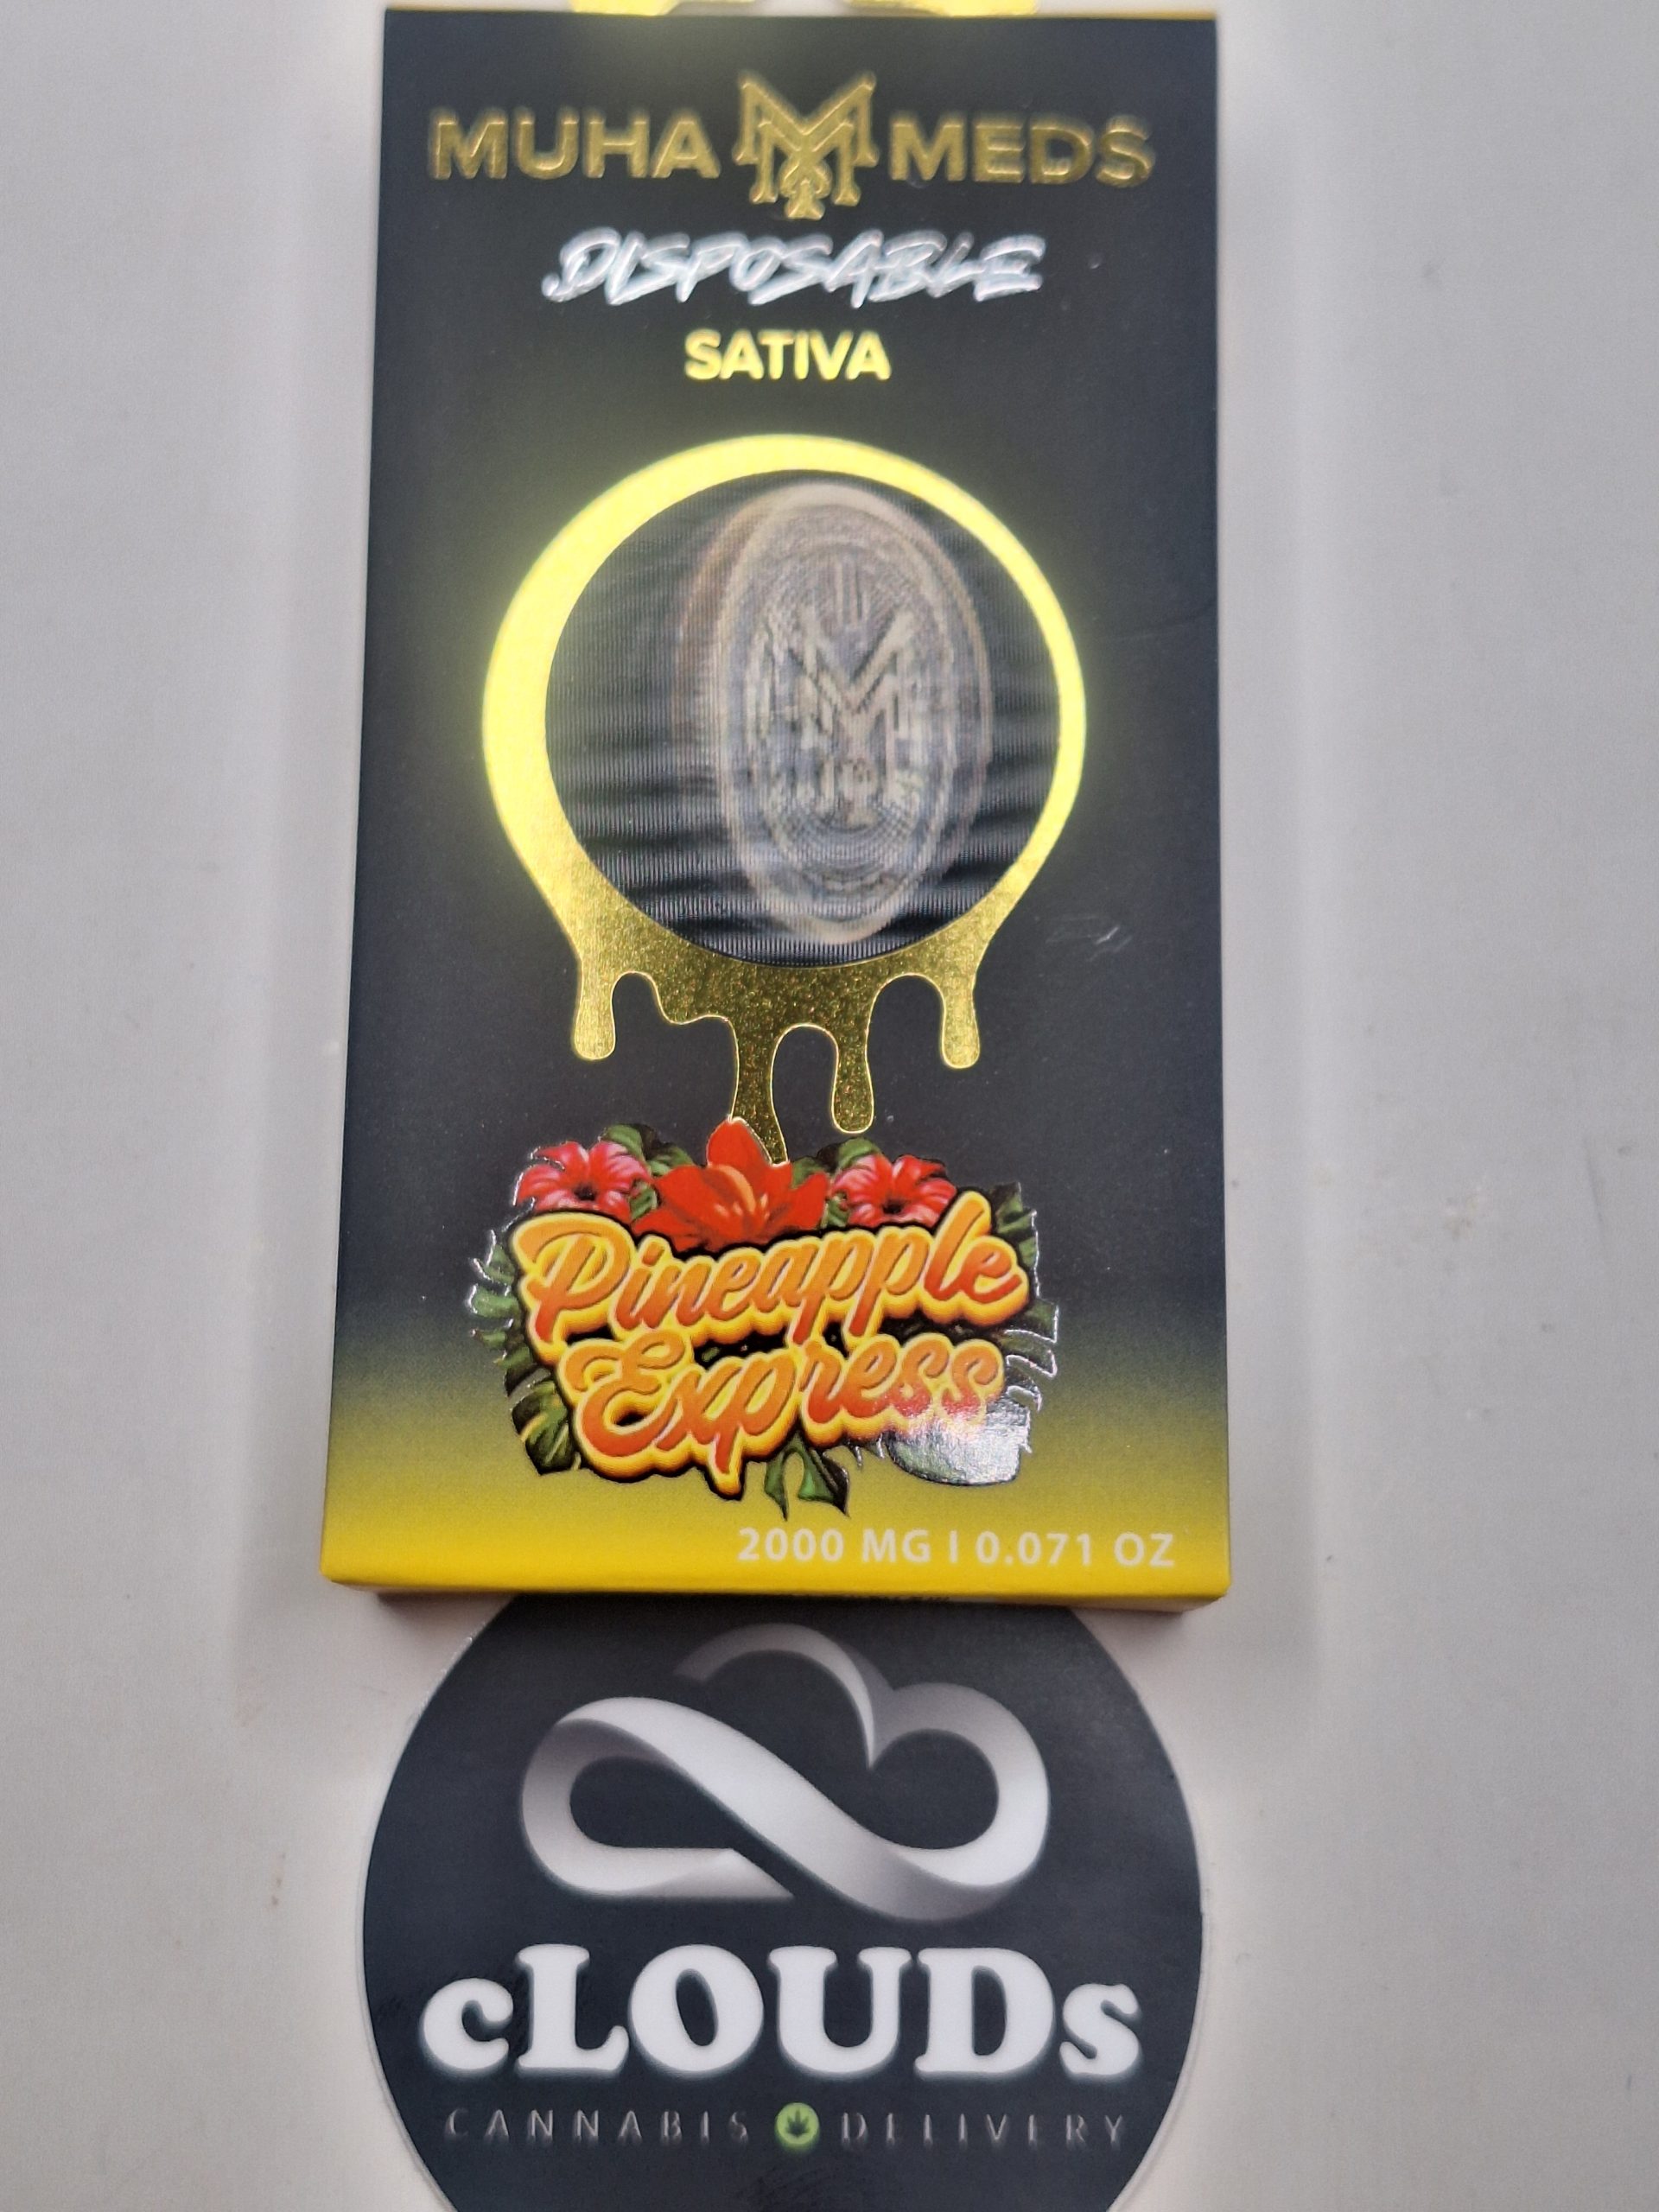 MUHA MEDS
DISPOSABLE
SATIVA
Pineapple
Express
2000 MG | 0.071 OZ
cLOUDs
CANNABIS DELIVERY